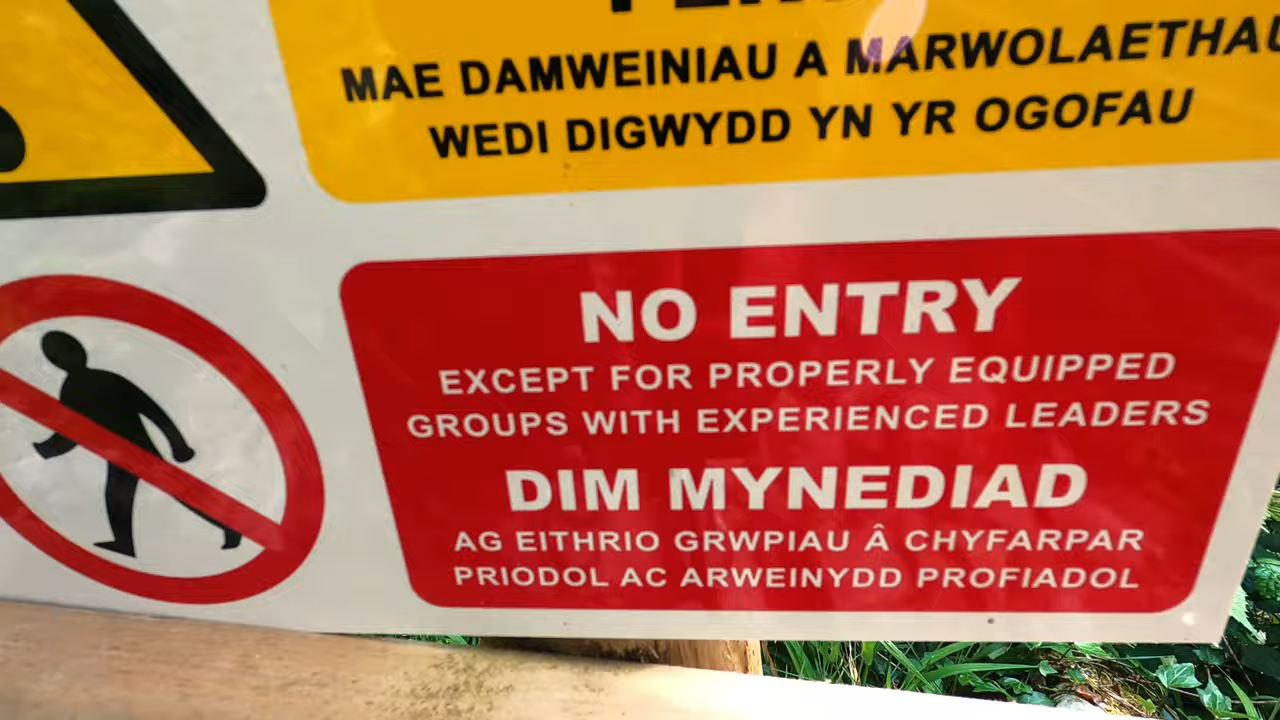 MAE DAMWEINIAU A MARWOLAETHAU
WEDI DIGWYDD YN YR OGOFAU
NO ENTRY
EXCEPT FOR PROPERLY EQUIPPED
GROUPS WITH EXPERIENCED LEADERS
DIM MYNEDIAD
AG EITHRIO GRWPIAU Â CHYFARPAR
PRIODOL AC ARWEINYDD PROFIADOL